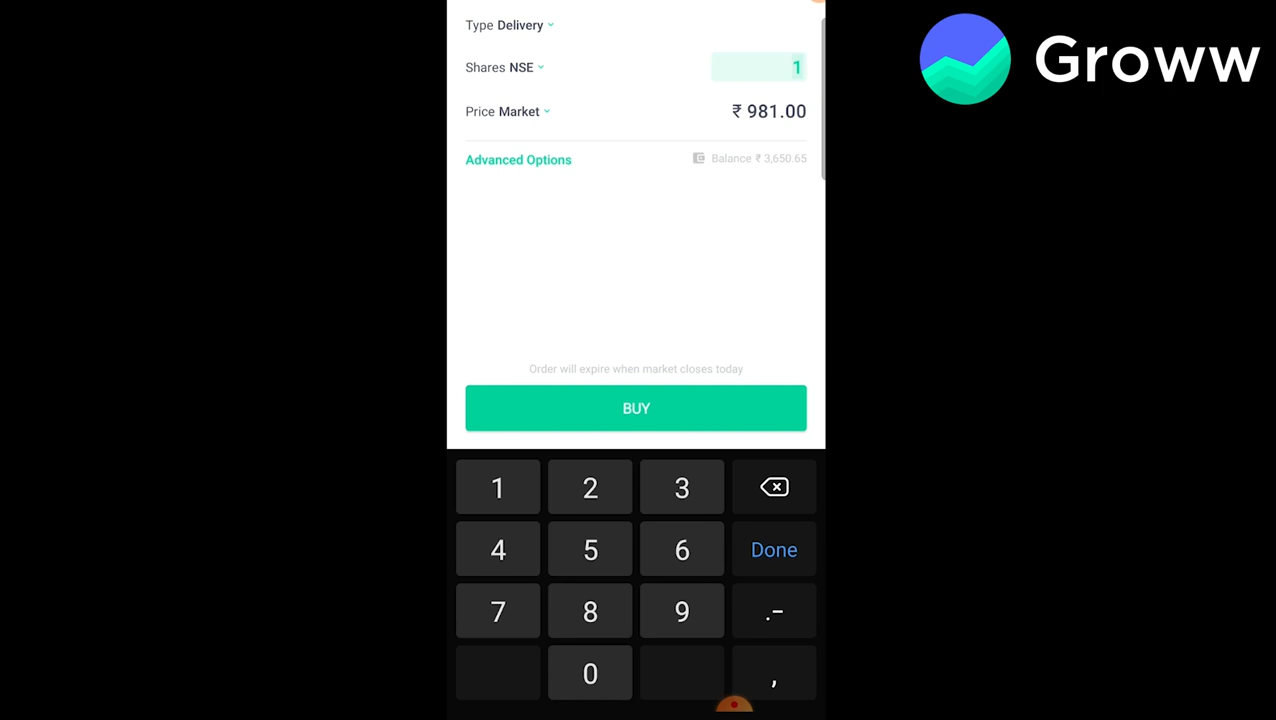 Groww
Type Delivery
Shares NSE 1
Price Market ₹ 981.00
Advanced Options Balance ₹ 3,650.65
Order will expire when market closes today
BUY
1 2 3
4 5 6 Done
7 8 9 .-
0 ,